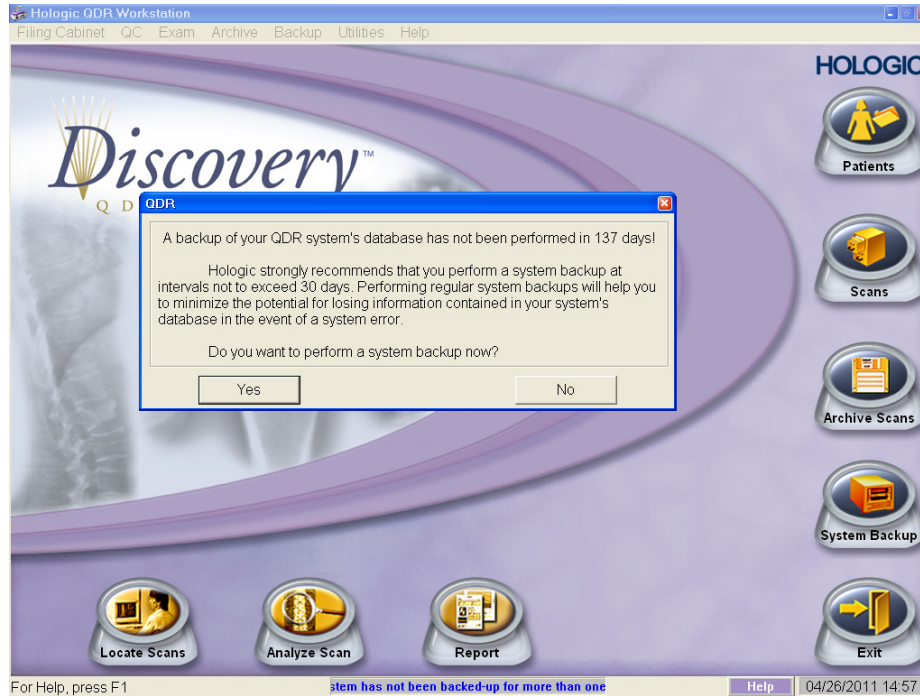 Hologic QDR Workstation
Filing Cabinet QC Exam Archive Backup Utilities Help
HOLOGIC
Discovery™
Q D
Patients
QDR
A backup of your QDR system's database has not been performed in 137 days!
Hologic strongly recommends that you perform a system backup at
intervals not to exceed 30 days. Performing regular system backups will help you
to minimize the potential for losing information contained in your system's
database in the event of a system error.
Do you want to perform a system backup now?
Yes No
Scans
Archive Scans
System Backup
Locate Scans
Analyze Scan
Report
Exit
For Help, press F1
stem has not been backed-up for more than one
Help
04/26/2011 14:57